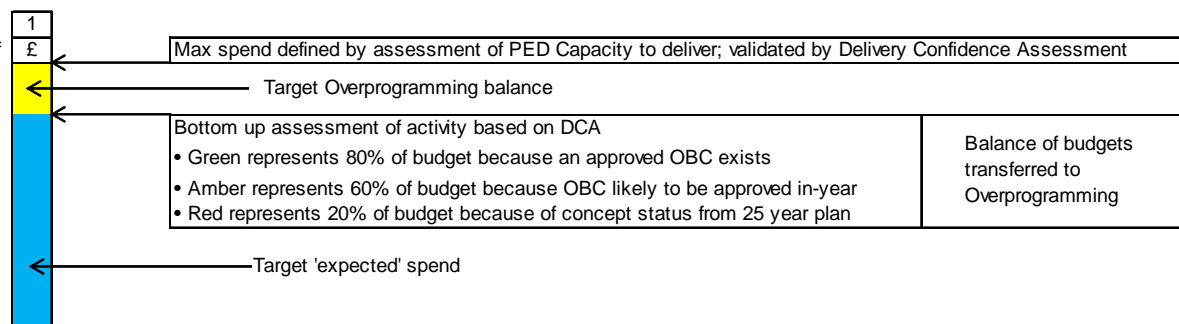 1
£
Max spend defined by assessment of PED Capacity to deliver; validated by Delivery Confidence Assessment
Target Overprogramming balance
Bottom up assessment of activity based on DCA
• Green represents 80% of budget because an approved OBC exists
• Amber represents 60% of budget because OBC likely to be approved in-year
• Red represents 20% of budget because of concept status from 25 year plan
Balance of budgets
transferred to
Overprogramming
Target 'expected' spend